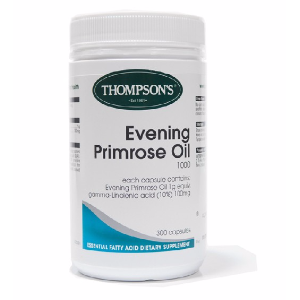 THOMPSON'S
Evening
Primrose Oil
1000
each capsule contains:
Evening Primrose Oil 1g equiv.
gamma-Linolenic acid (10%) 100mg
300 capsules
ESSENTIAL FATTY ACID DIETARY SUPPLEMENT